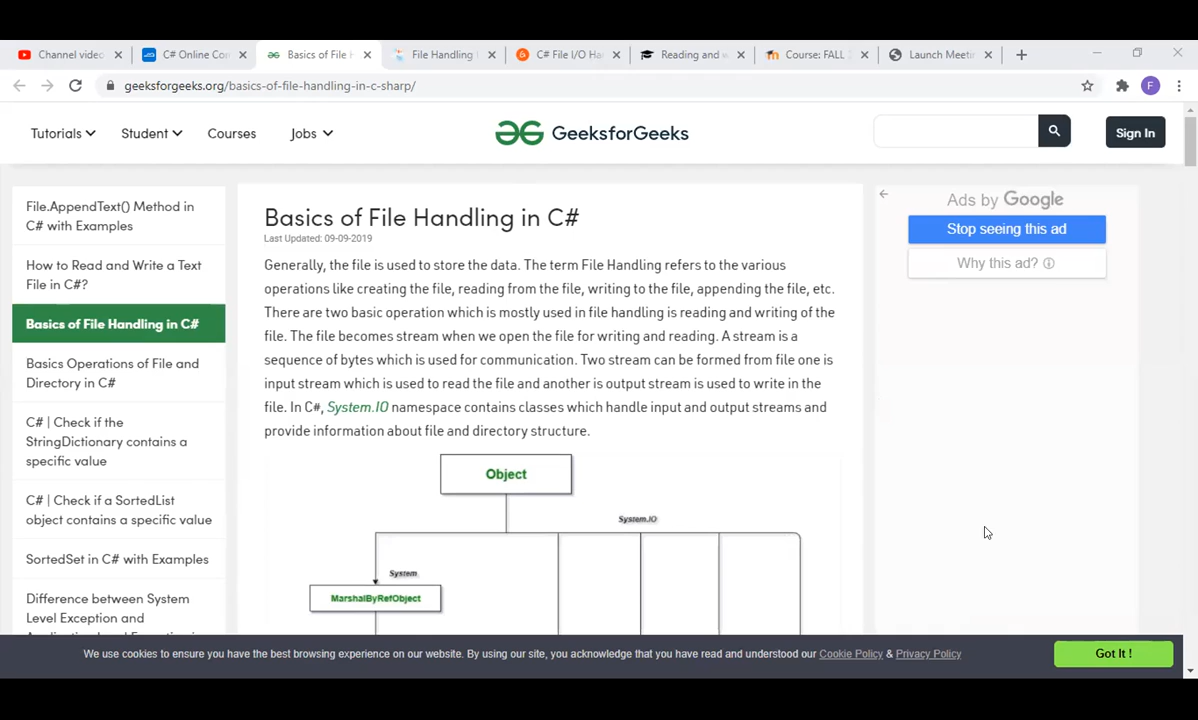 Channel video
C# Online Con
Basics of File H
File Handling
C# File I/O Ha
Reading and w
Course: FALL 2
Launch Meetin
geeksforgeeks.org/basics-of-file-handling-in-c-sharp/
F
Tutorials
Student
Courses
Jobs
GeeksforGeeks
Sign In
File.AppendText() Method in
C# with Examples
How to Read and Write a Text
File in C#?
Basics of File Handling in C#
Basics Operations of File and
Directory in C#
C# | Check if the
StringDictionary contains a
specific value
C# | Check if a SortedList
object contains a specific value
SortedSet in C# with Examples
Difference between System
Level Exception and
Basics of File Handling in C#
Last Updated: 09-09-2019
Generally, the file is used to store the data. The term File Handling refers to the various
operations like creating the file, reading from the file, writing to the file, appending the file, etc.
There are two basic operation which is mostly used in file handling is reading and writing of the
file. The file becomes stream when we open the file for writing and reading. A stream is a
sequence of bytes which is used for communication. Two stream can be formed from file one is
input stream which is used to read the file and another is output stream is used to write in the
file. In C#, System.IO namespace contains classes which handle input and output streams and
provide information about file and directory structure.
Object
System.IO
System
MarshalByRefObject
Ads by Google
Stop seeing this ad
Why this ad?
We use cookies to ensure you have the best browsing experience on our website. By using our site, you acknowledge that you have read and understood our Cookie Policy & Privacy Policy
Got It !